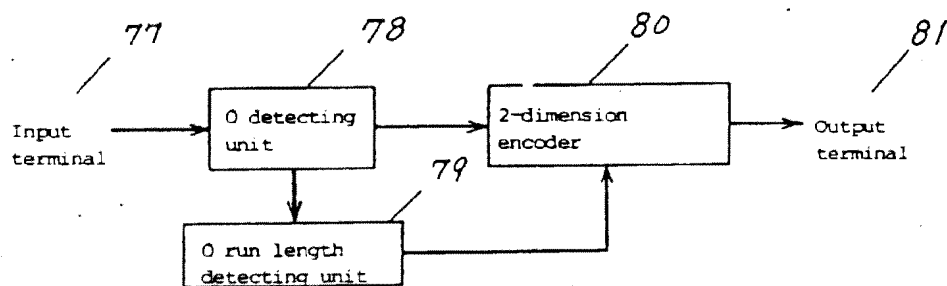 77
78
80
81
Input
terminal
0 detecting
unit
2-dimension
encoder
Output
terminal
79
0 run length
detecting unit